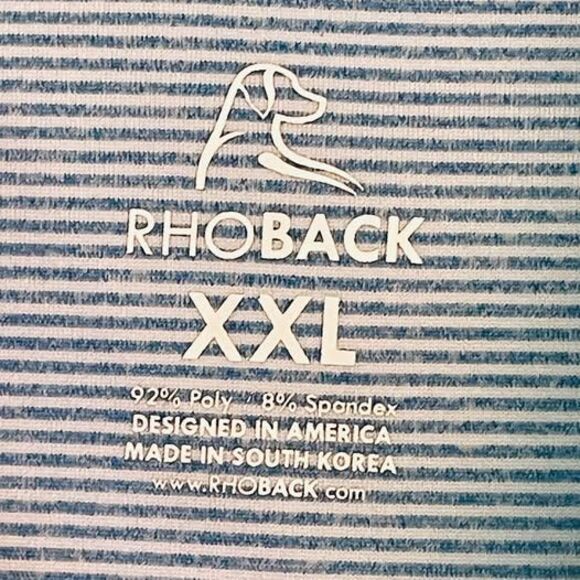 RHOBACK
XXL
92% Poly 8% Spandex
DESIGNED IN AMERICA
MADE IN SOUTH KOREA
www.RHOBACK.com